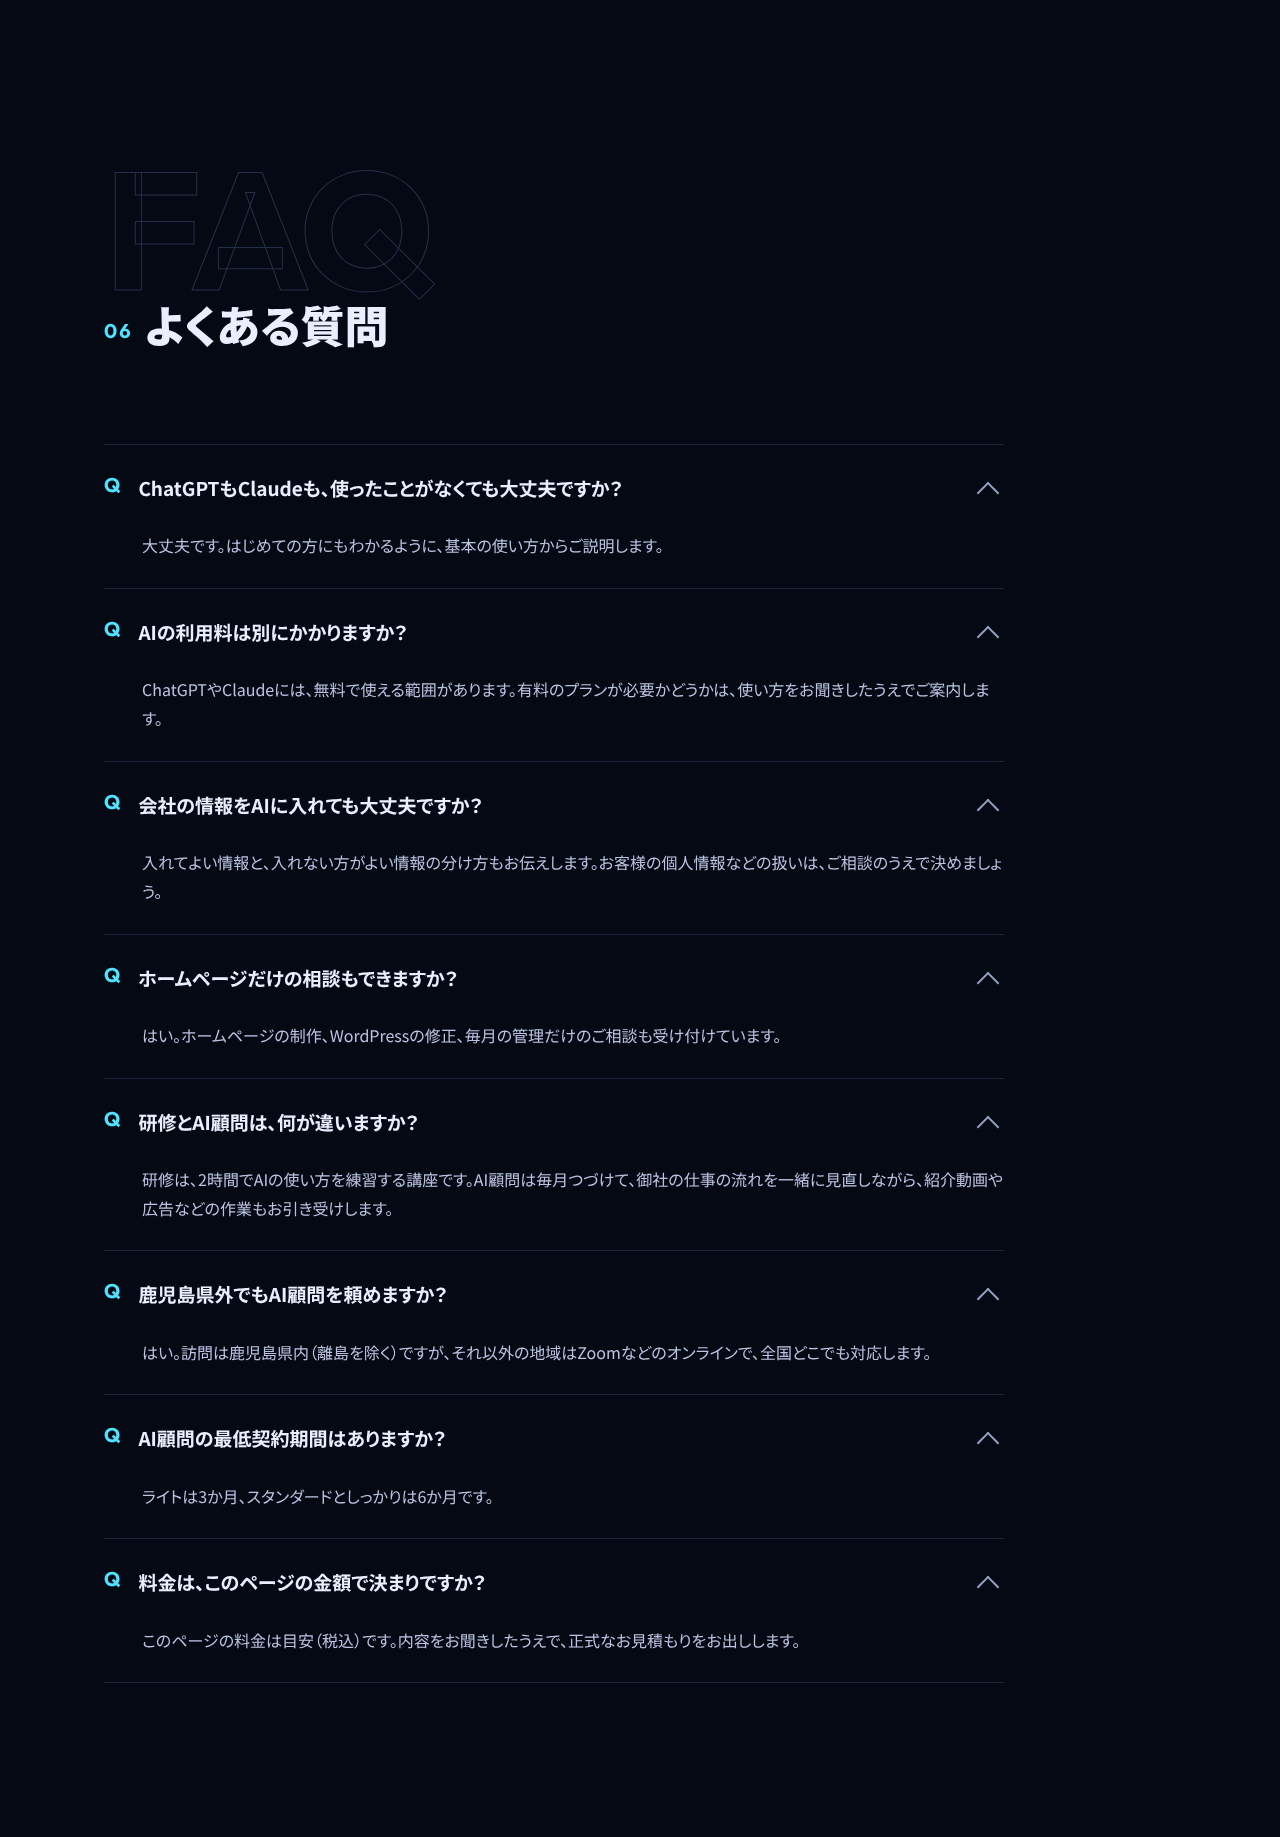 FAQ
06 よくある質問
Q ChatGPTもClaudeも、使ったことがなくても大丈夫ですか？
大丈夫です。はじめての方にもわかるように、基本の使い方からご説明します。
Q AIの利用料は別にかかりますか？
ChatGPTやClaudeには、無料で使える範囲があります。有料のプランが必要かどうかは、使い方をお聞きしたうえでご案内しま
す。
Q 会社の情報をAIに入れても大丈夫ですか？
入れてよい情報と、入れない方がよい情報の分け方もお伝えします。お客様の個人情報などの扱いは、ご相談のうえで決めましょ
う。
Q ホームページだけの相談もできますか？
はい。ホームページの制作、WordPressの修正、毎月の管理だけのご相談も受け付けています。
Q 研修とAI顧問は、何が違いますか？
研修は、2時間でAIの使い方を練習する講座です。AI顧問は毎月つづけて、御社の仕事の流れを一緒に見直しながら、紹介動画や
広告などの作業もお引き受けします。
Q 鹿児島県外でもAI顧問を頼めますか？
はい。訪問は鹿児島県内（離島を除く）ですが、それ以外の地域はZoomなどのオンラインで、全国どこでも対応します。
Q AI顧問の最低契約期間はありますか？
ライトは3か月、スタンダードとしっかりは6か月です。
Q 料金は、このページの金額で決まりですか？
このページの料金は目安（税込）です。内容をお聞きしたうえで、正式なお見積もりをお出しします。